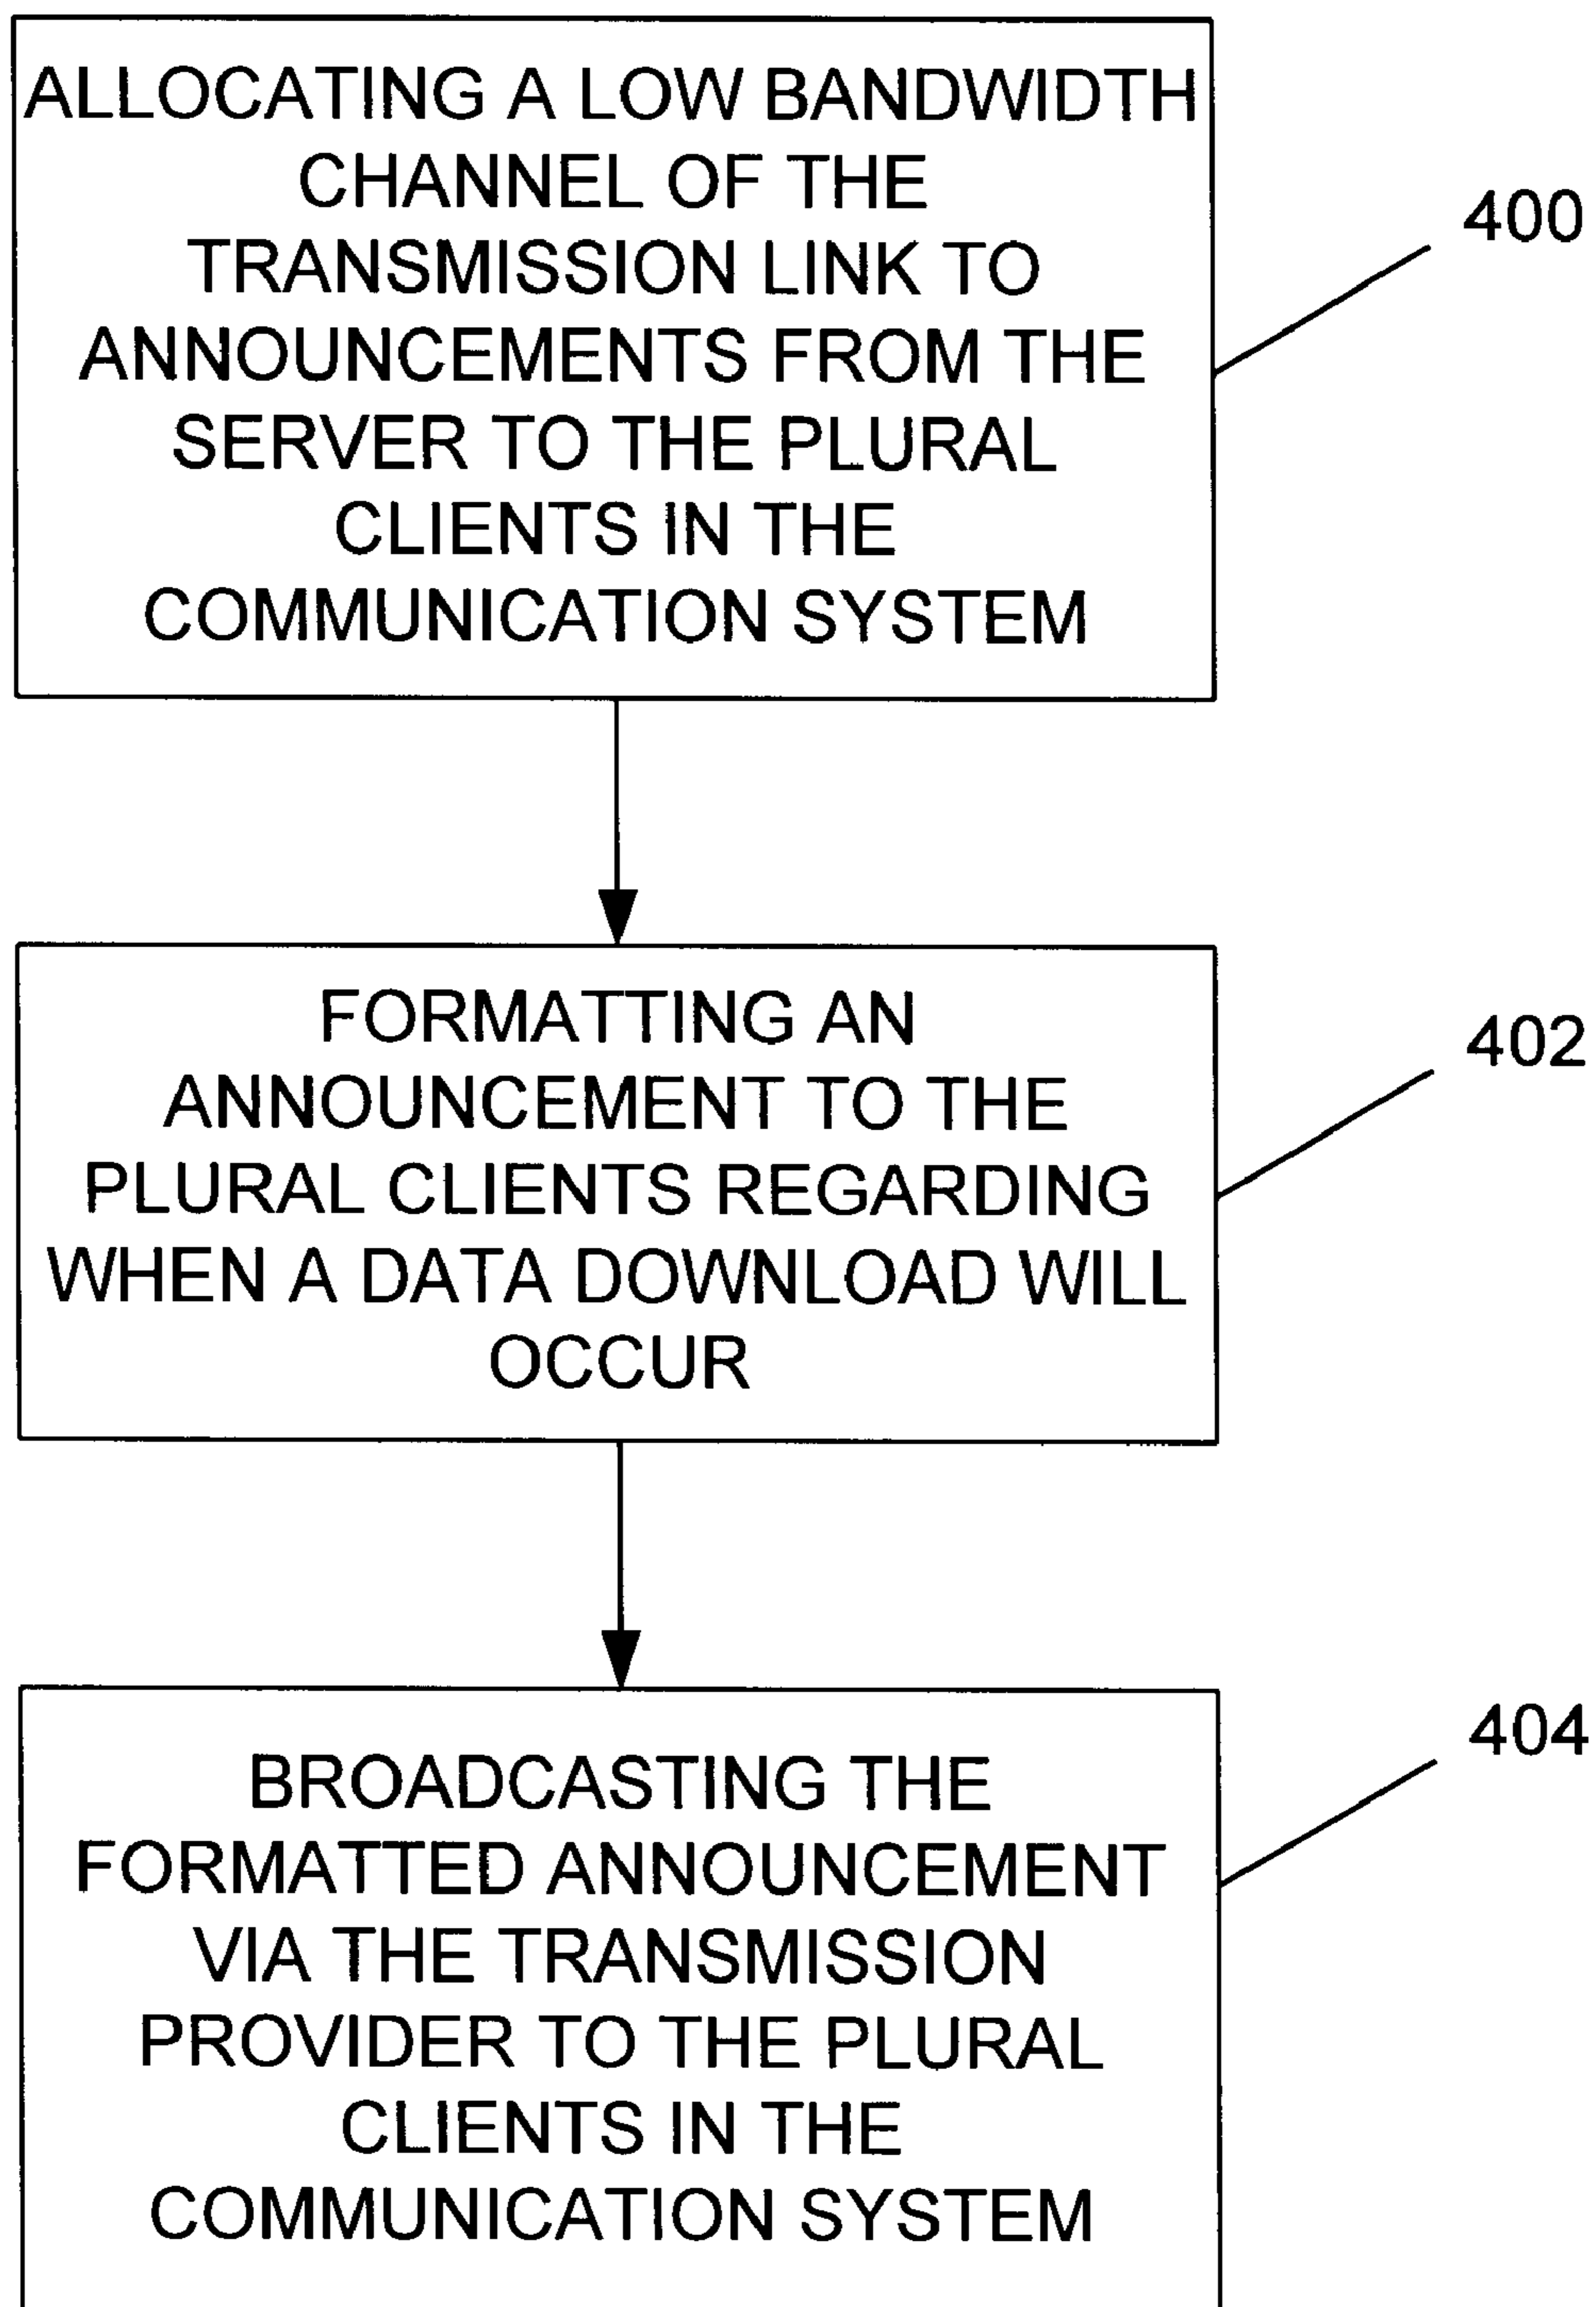 ALLOCATING A LOW BANDWIDTH
CHANNEL OF THE
TRANSMISSION LINK TO
ANNOUNCEMENTS FROM THE
SERVER TO THE PLURAL
CLIENTS IN THE
COMMUNICATION SYSTEM
400
FORMATTING AN
ANNOUNCEMENT TO THE
PLURAL CLIENTS REGARDING
WHEN A DATA DOWNLOAD WILL
OCCUR
402
BROADCASTING THE
FORMATTED ANNOUNCEMENT
VIA THE TRANSMISSION
PROVIDER TO THE PLURAL
CLIENTS IN THE
COMMUNICATION SYSTEM
404